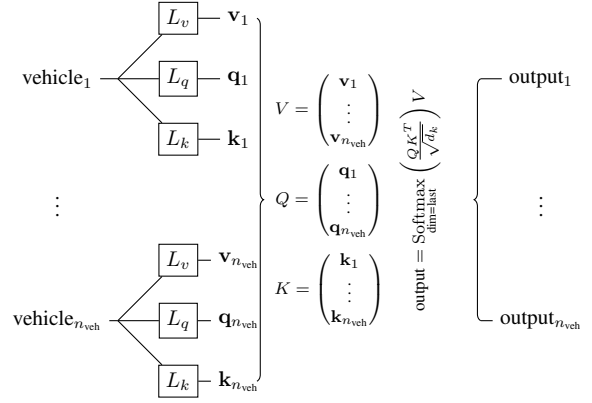 L_v v_1
vehicle_1 L_q q_1
L_k k_1
⋮
L_v v_{n_veh}
vehicle_{n_veh} L_q q_{n_veh}
L_k k_{n_veh}
V = ( v_1 ⋮ v_{n_veh} )
Q = ( q_1 ⋮ q_{n_veh} )
K = ( k_1 ⋮ k_{n_veh} )
output = Softmax_{dim=last} ( QK^T / √d_k ) V
output_1
⋮
output_{n_veh}